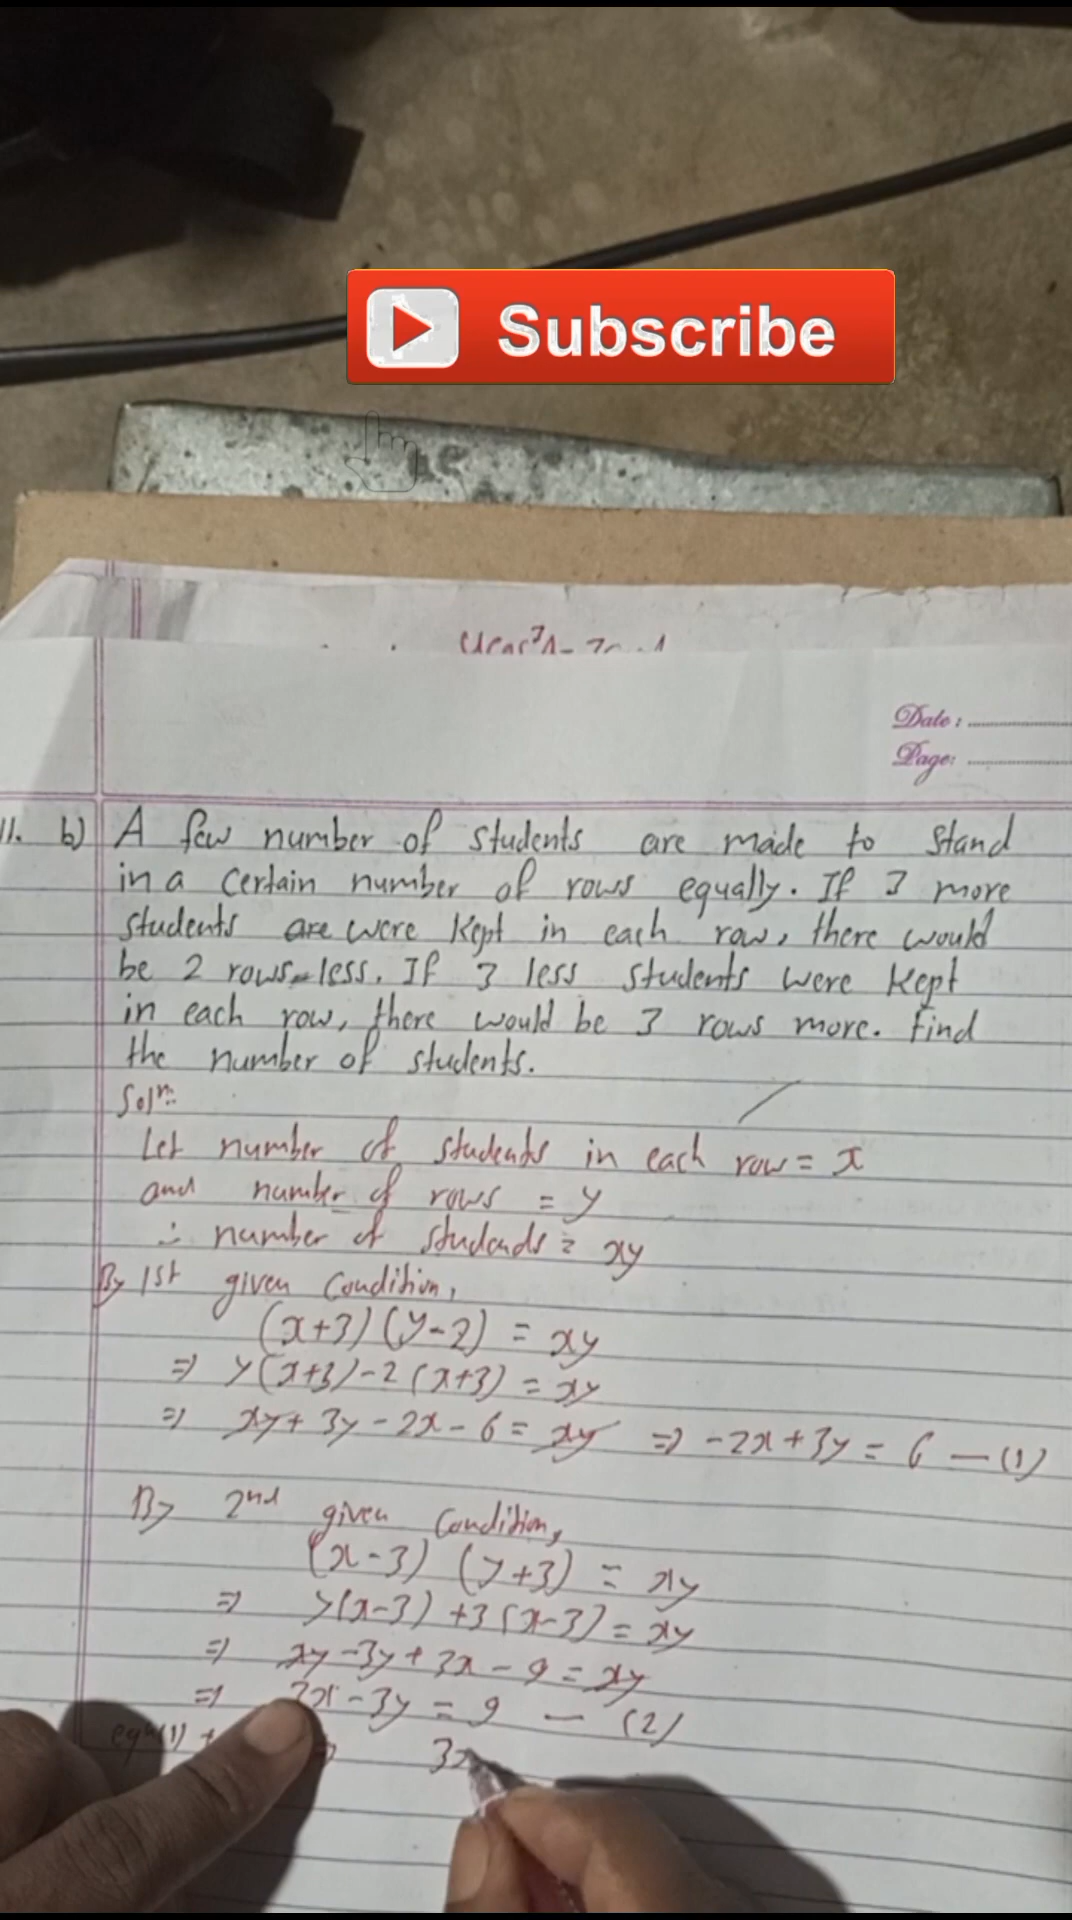 Subscribe
Date:
Page:
11. b) A few number of students are made to stand
in a certain number of rows equally. If 3 more
students are were kept in each row, there would
be 2 rows less. If 3 less students were kept
in each row, there would be 3 rows more. Find
the number of students.
Soln:
Let number of students in each row = x
and number of rows = y
∴ number of students = xy
By 1st given Condition,
(x+3) (y-2) = xy
⇒ y(x+3)-2(x+3) = xy
⇒ xy + 3y - 2x - 6 = xy ⇒ -2x + 3y = 6 — (1)
By 2nd given Condition,
(x-3) (y+3) = xy
⇒ y(x-3) +3(x-3) = xy
⇒ xy -3y + 3x - 9 = xy
⇒ 3x - 3y = 9 — (2)
eqn(1) + ⇒ 3x